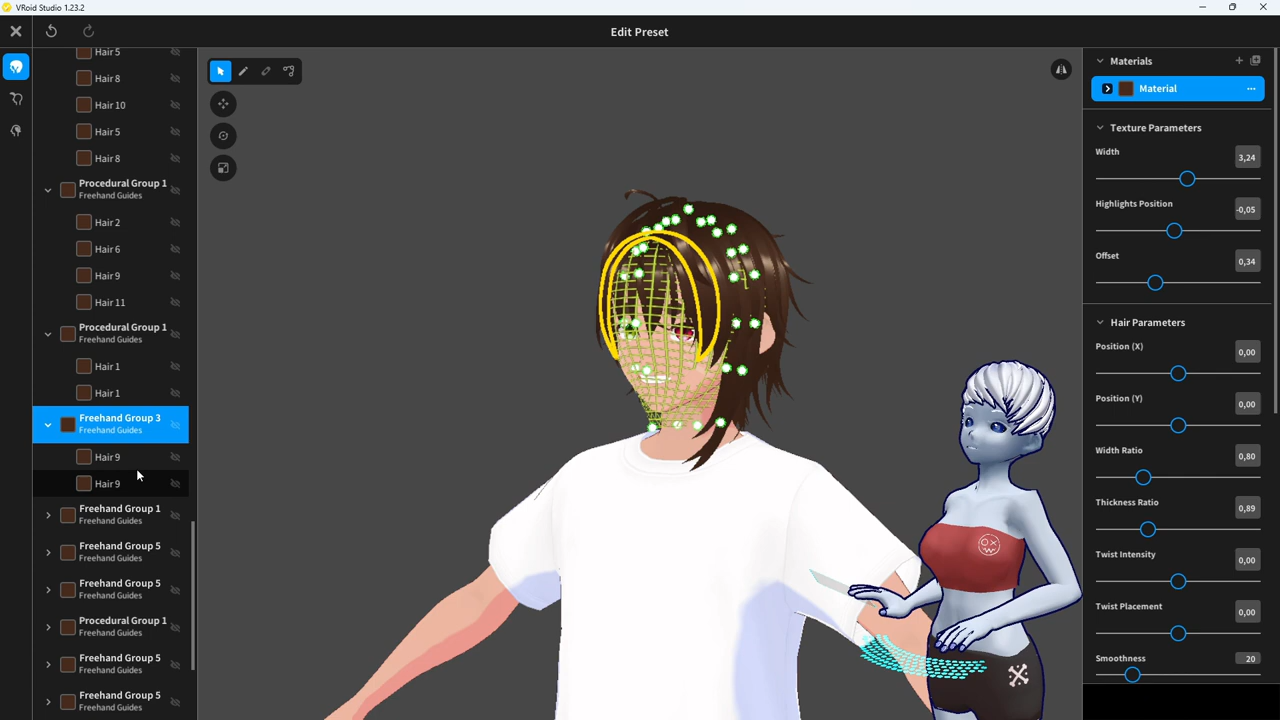 VRoid Studio 1.23.2
Edit Preset
Hair 5
Hair 8
Hair 10
Hair 5
Hair 8
Procedural Group 1
Freehand Guides
Hair 2
Hair 6
Hair 9
Hair 11
Procedural Group 1
Freehand Guides
Hair 1
Hair 1
Freehand Group 3
Freehand Guides
Hair 9
Hair 9
Freehand Group 1
Freehand Guides
Freehand Group 5
Freehand Guides
Freehand Group 5
Freehand Guides
Procedural Group 1
Freehand Guides
Freehand Group 5
Freehand Guides
Freehand Group 5
Freehand Guides
Materials
Material
Texture Parameters
Width
3,24
Highlights Position
-0,05
Offset
0,34
Hair Parameters
Position (X)
0,00
Position (Y)
0,00
Width Ratio
0,80
Thickness Ratio
0,89
Twist Intensity
0,00
Twist Placement
0,00
Smoothness
20